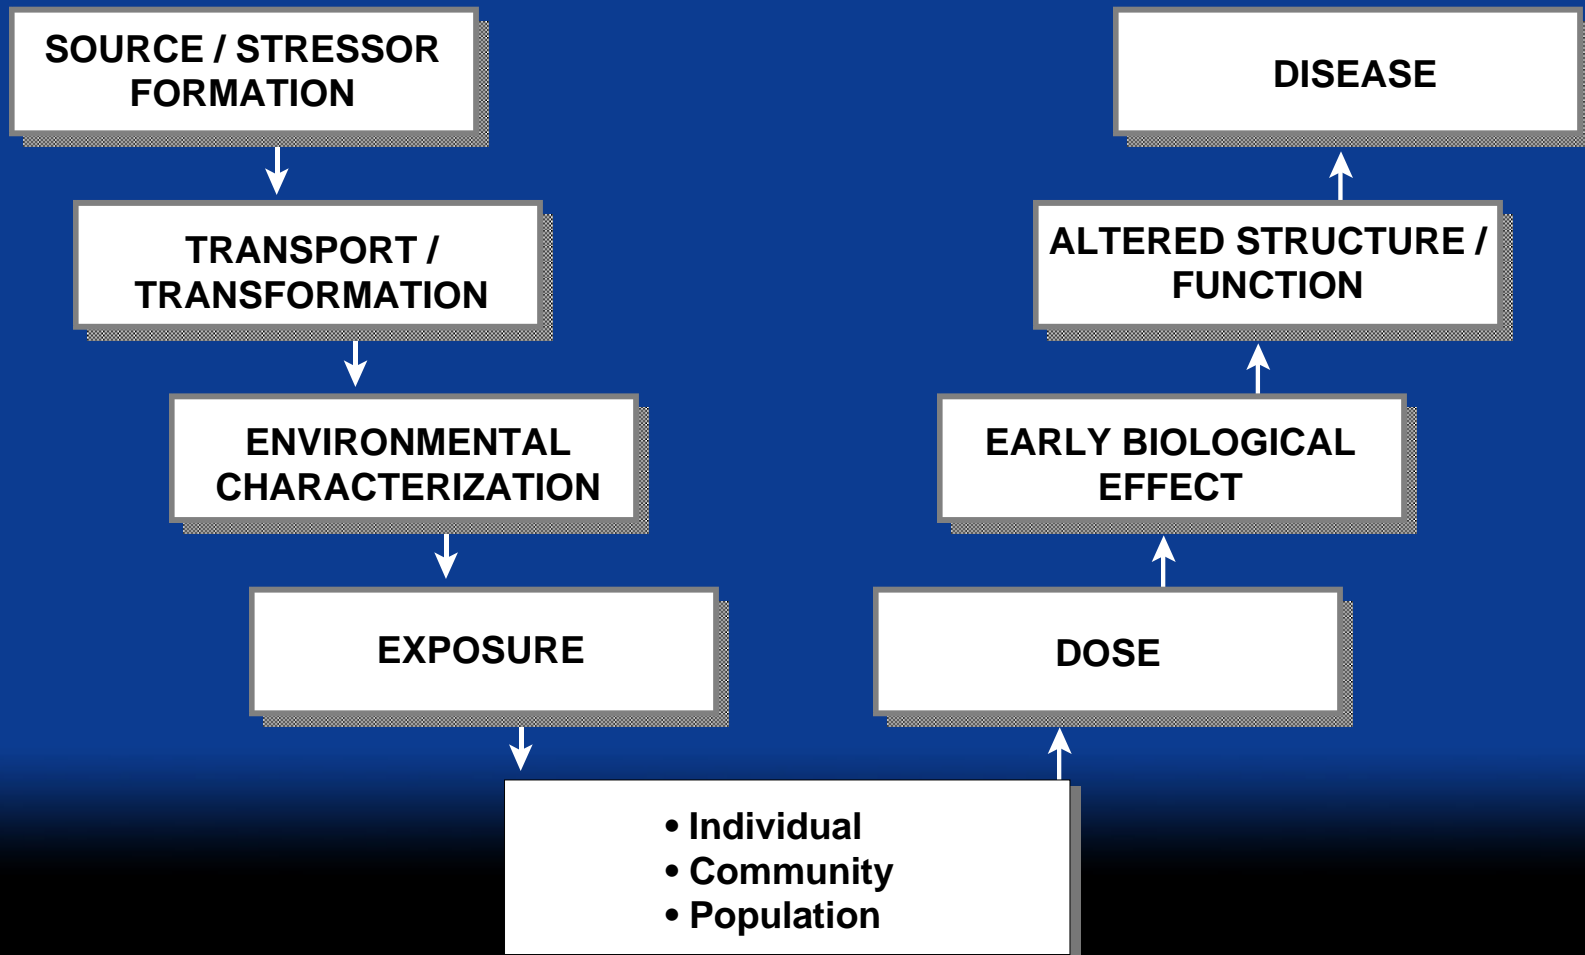 SOURCE / STRESSOR
FORMATION
TRANSPORT /
TRANSFORMATION
ENVIRONMENTAL
CHARACTERIZATION
EXPOSURE
• Individual
• Community
• Population
DOSE
EARLY BIOLOGICAL
EFFECT
ALTERED STRUCTURE /
FUNCTION
DISEASE